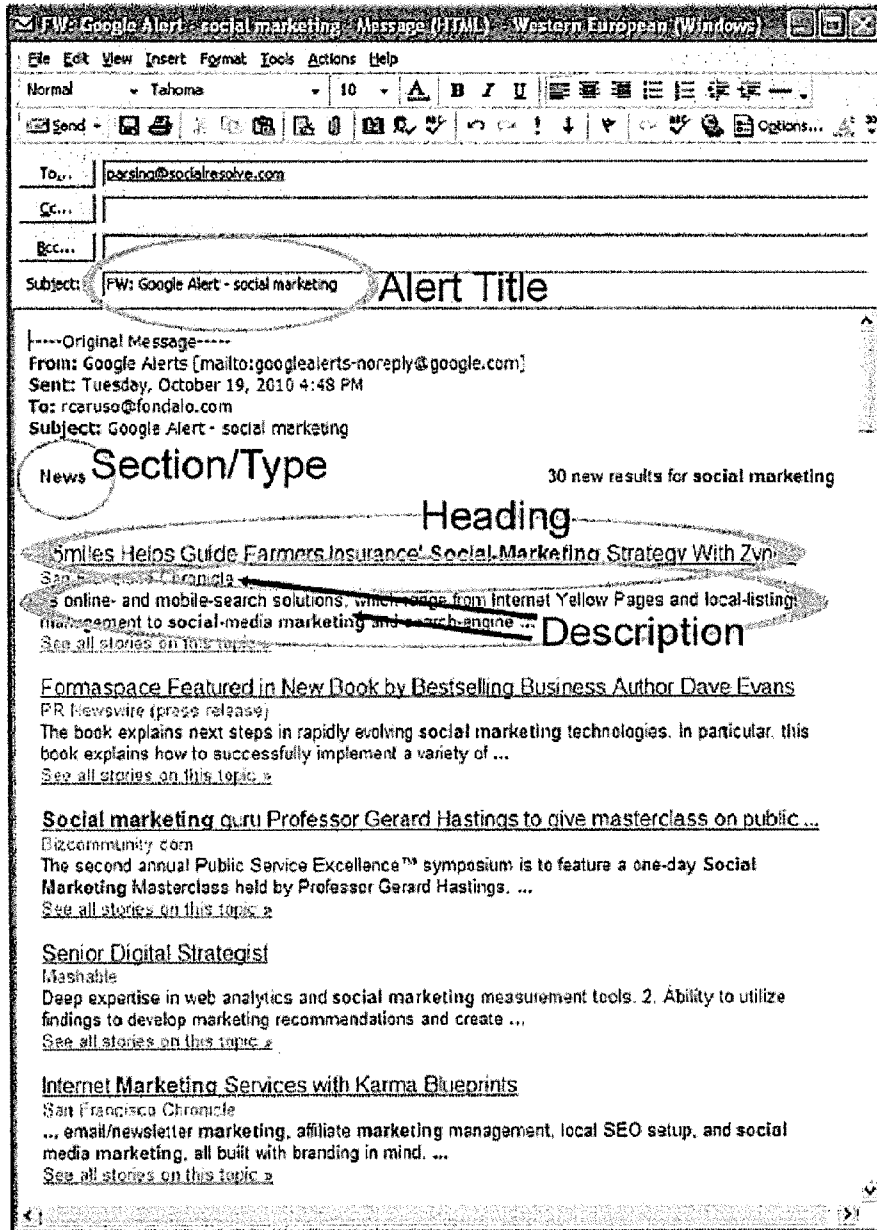 FW: Google Alert - social marketing - Message (HTML) - Western European (Windows)
File Edit View Insert Format Tools Actions Help
Normal Tahoma 10 A B I U
Send Options...
To... parsing@socialresolve.com
Cc...
Bcc...
Subject: FW: Google Alert - social marketing Alert Title
-----Original Message-----
From: Google Alerts [mailto:googlealerts-noreply@google.com]
Sent: Tuesday, October 19, 2010 4:48 PM
To: rcaruso@fondalo.com
Subject: Google Alert - social marketing
News Section/Type 30 new results for social marketing
Heading
Helps Guide Farmers Insurance' Social-Marketing Strategy With
San Francisco Chronicle
online- and mobile-search solutions, which range from Internet Yellow Pages and local-listings
management to social-media marketing and search-engine ...
Description
See all stories on this topic »
Formaspace Featured in New Book by Bestselling Business Author Dave Evans
PR Newswire (press release)
The book explains next steps in rapidly evolving social marketing technologies. In particular, this
book explains how to successfully implement a variety of ...
See all stories on this topic »
Social marketing guru Professor Gerard Hastings to give masterclass on public ...
Bizcommunity.com
The second annual Public Service Excellence™ symposium is to feature a one-day Social
Marketing Masterclass held by Professor Gerard Hastings. ...
See all stories on this topic »
Senior Digital Strategist
Mashable
Deep expertise in web analytics and social marketing measurement tools. 2. Ability to utilize
findings to develop marketing recommendations and create ...
See all stories on this topic »
Internet Marketing Services with Karma Blueprints
San Francisco Chronicle
... email/newsletter marketing, affiliate marketing management, local SEO setup, and social
media marketing, all built with branding in mind. ...
See all stories on this topic »